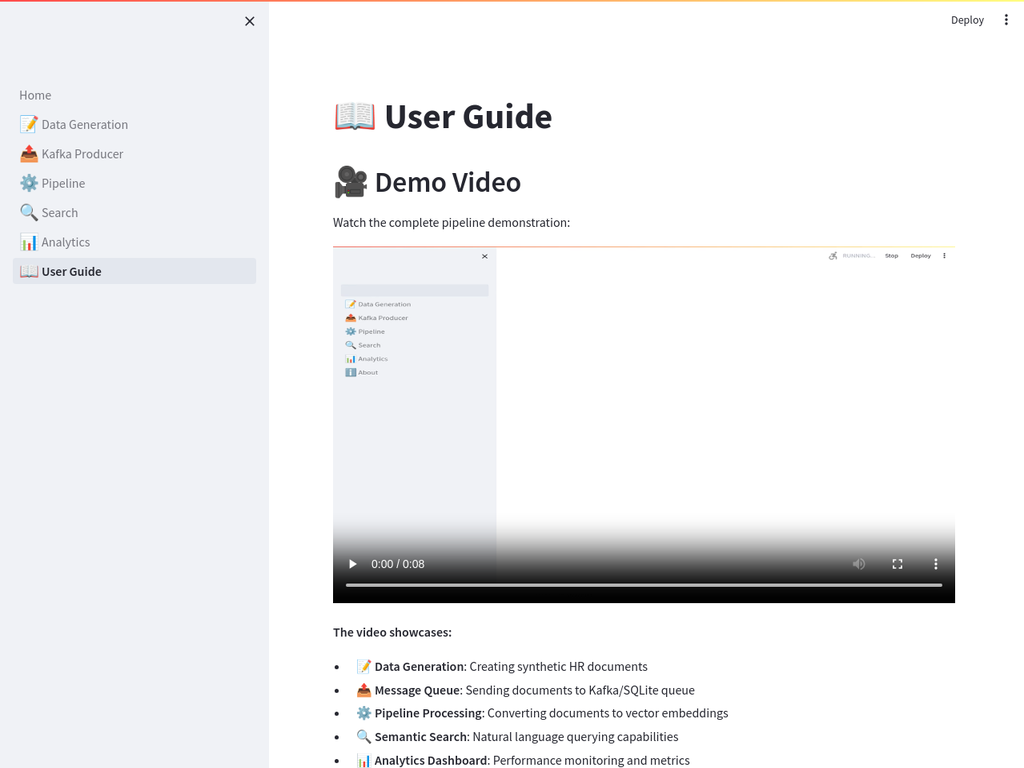 Deploy
Home
📝 Data Generation
📤 Kafka Producer
⚙️ Pipeline
🔍 Search
📊 Analytics
📖 User Guide
📖 User Guide
🎥 Demo Video
Watch the complete pipeline demonstration:
RUNNING... Stop Deploy
📝 Data Generation
📤 Kafka Producer
⚙️ Pipeline
🔍 Search
📊 Analytics
ℹ️ About
0:00 / 0:08
The video showcases:
• 📝 Data Generation: Creating synthetic HR documents
• 📤 Message Queue: Sending documents to Kafka/SQLite queue
• ⚙️ Pipeline Processing: Converting documents to vector embeddings
• 🔍 Semantic Search: Natural language querying capabilities
• 📊 Analytics Dashboard: Performance monitoring and metrics